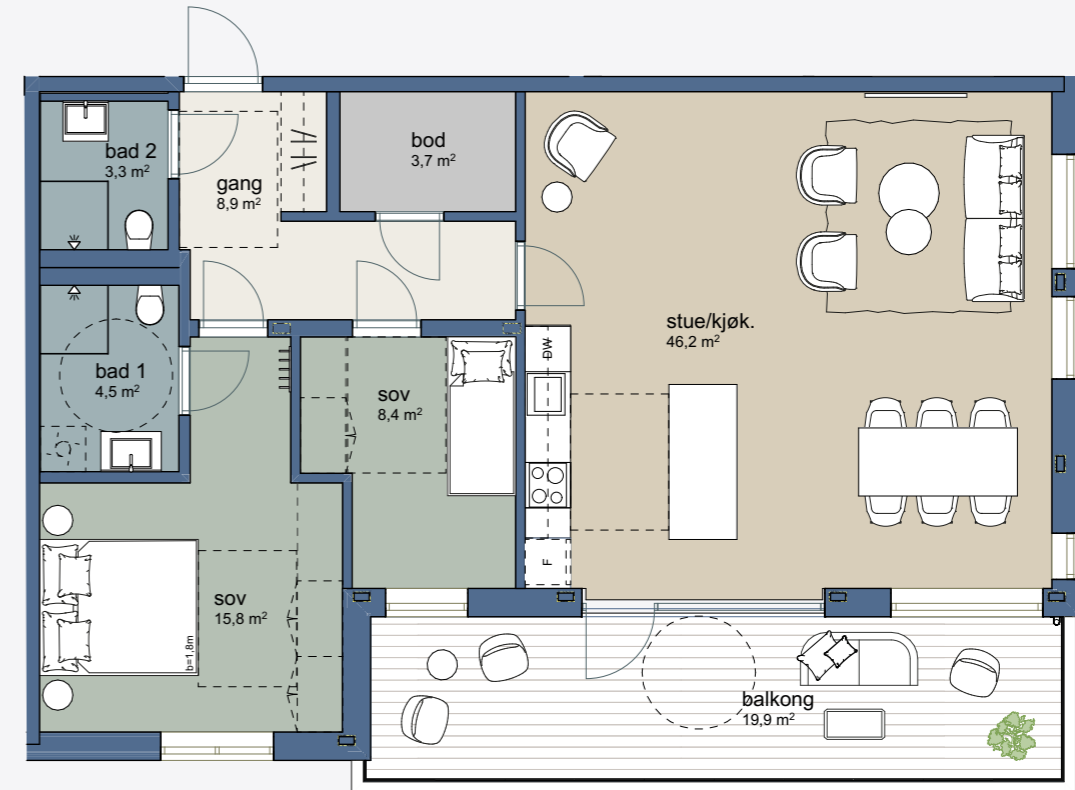 bad 2
3,3 m²
gang
8,9 m²
bod
3,7 m²
stue/kjøk.
46,2 m²
DW
bad 1
4,5 m²
sov
8,4 m²
F
sov
15,8 m²
b=1,8m
balkong
19,9 m²